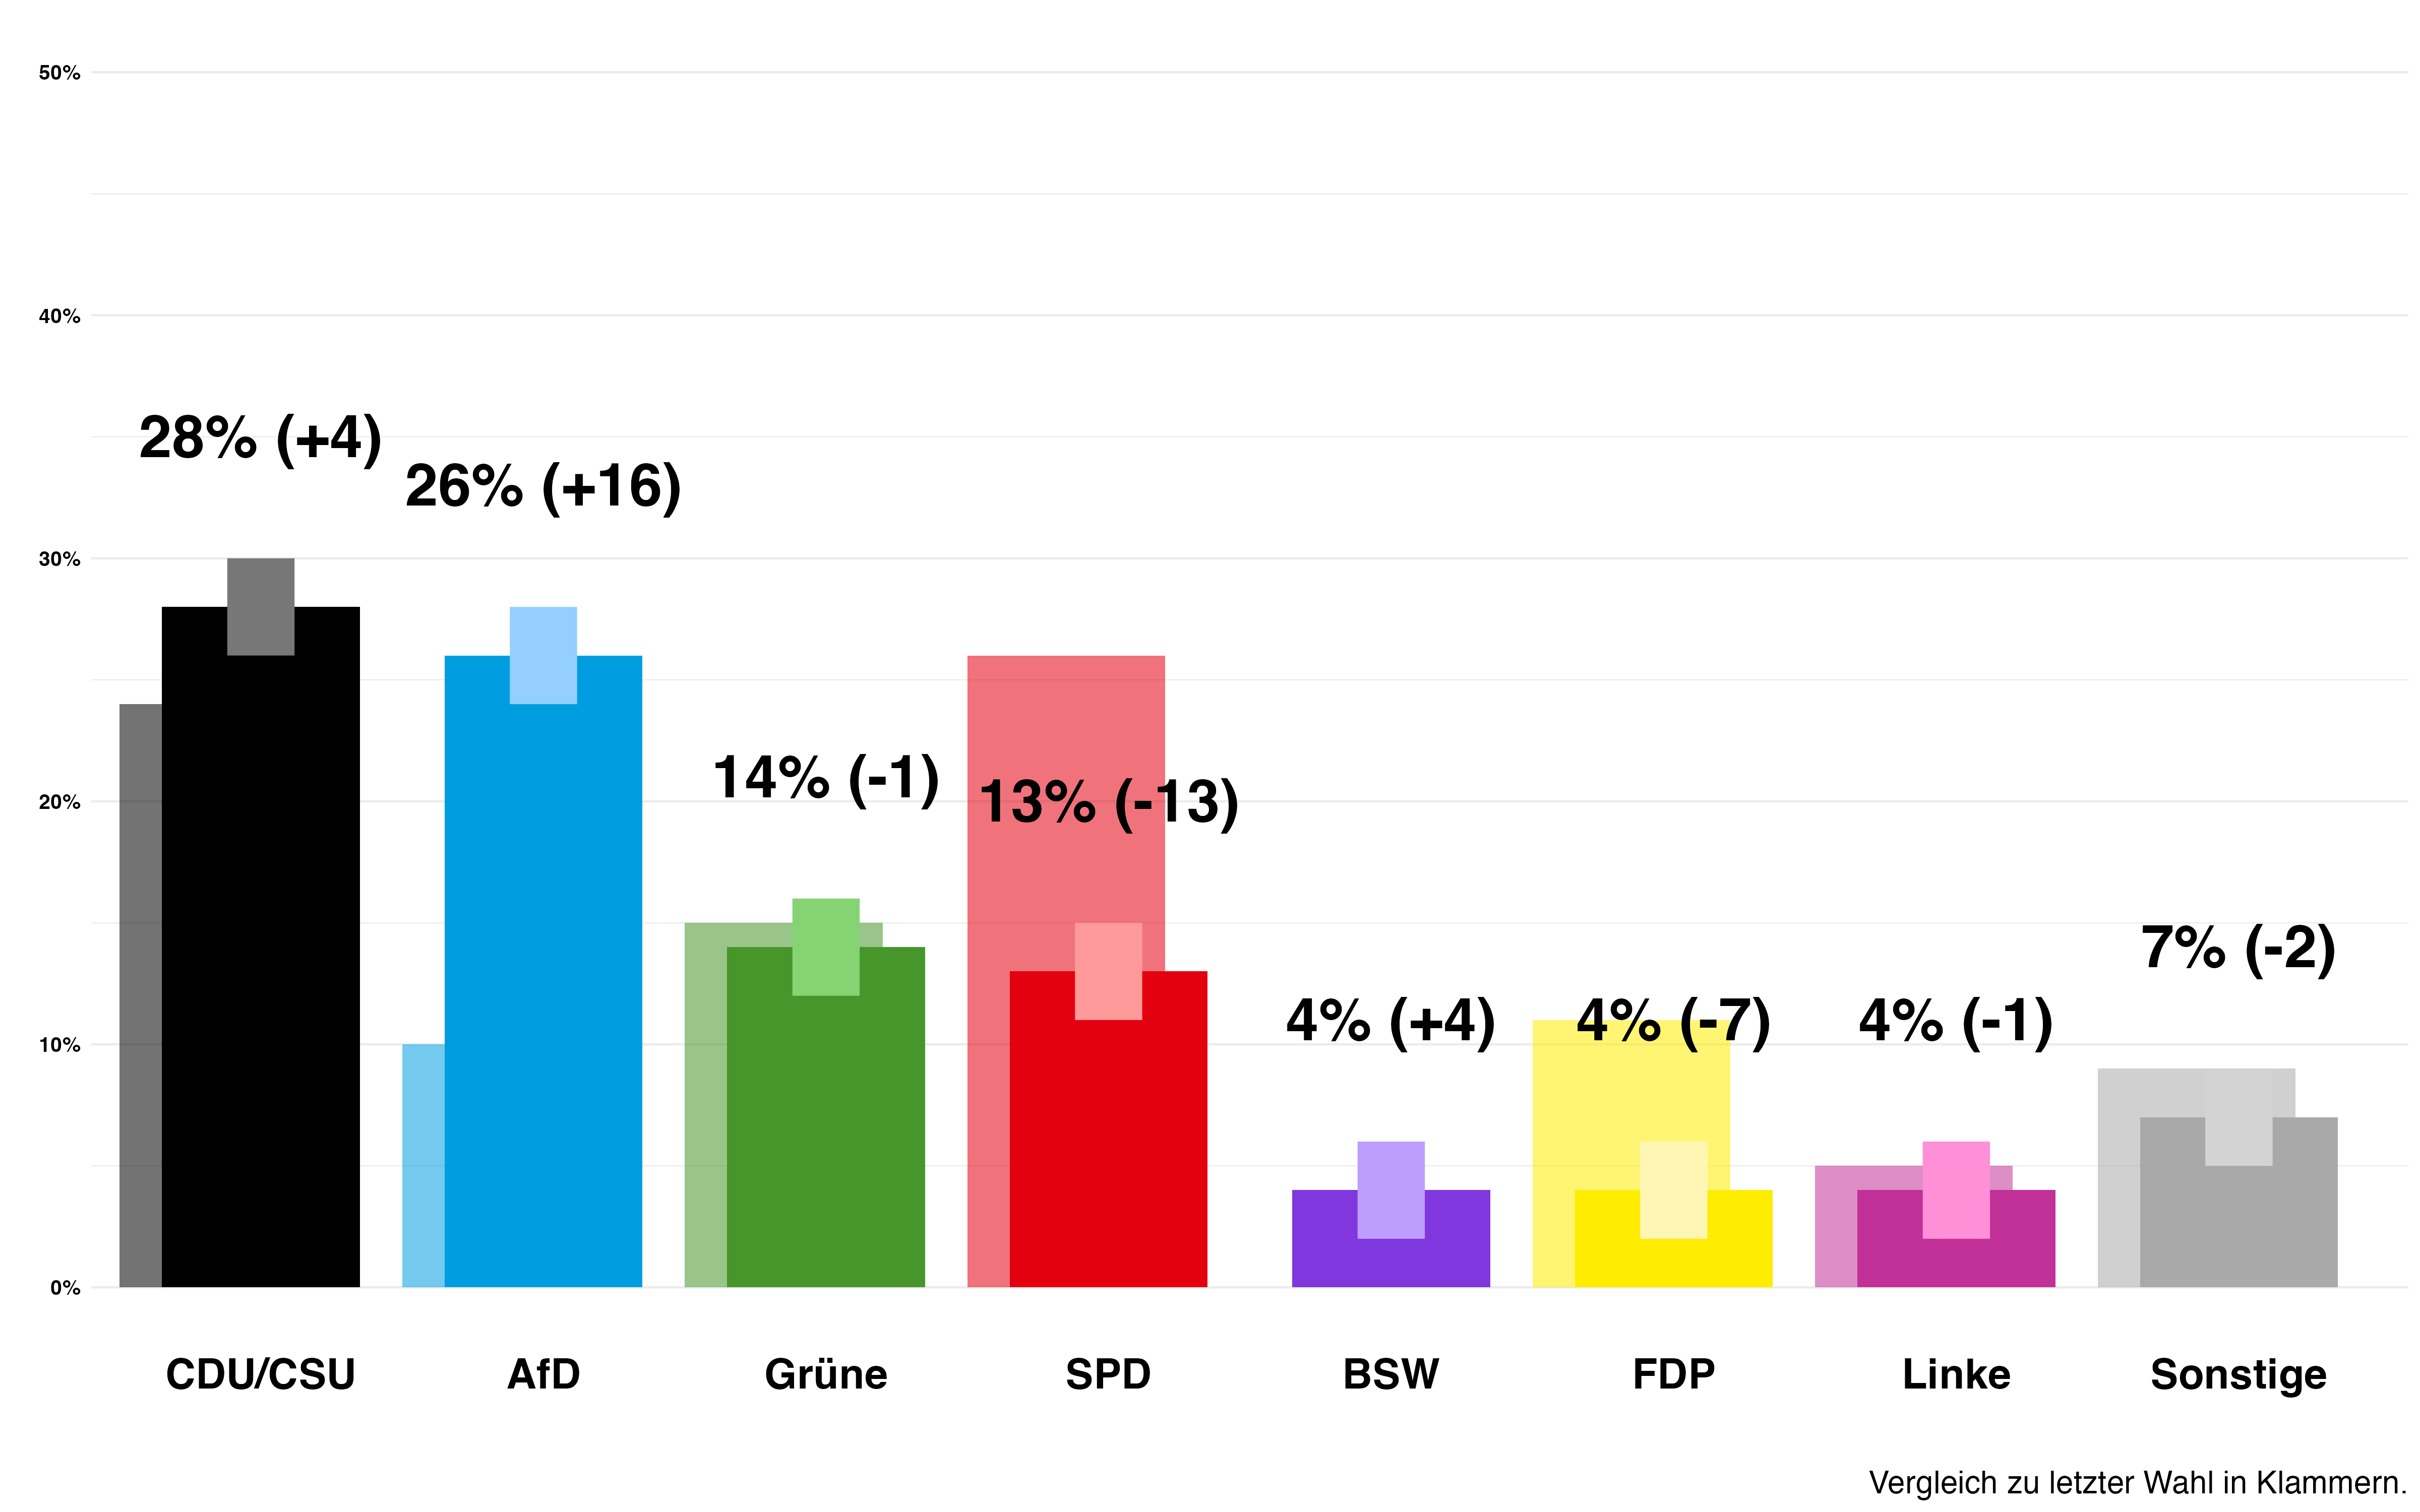 50%
40%
30%
20%
10%
0%
28% (+4)
26% (+16)
14% (-1)
13% (-13)
4% (+4)
4% (-7)
4% (-1)
7% (-2)
CDU/CSU
AfD
Grüne
SPD
BSW
FDP
Linke
Sonstige
Vergleich zu letzter Wahl in Klammern.